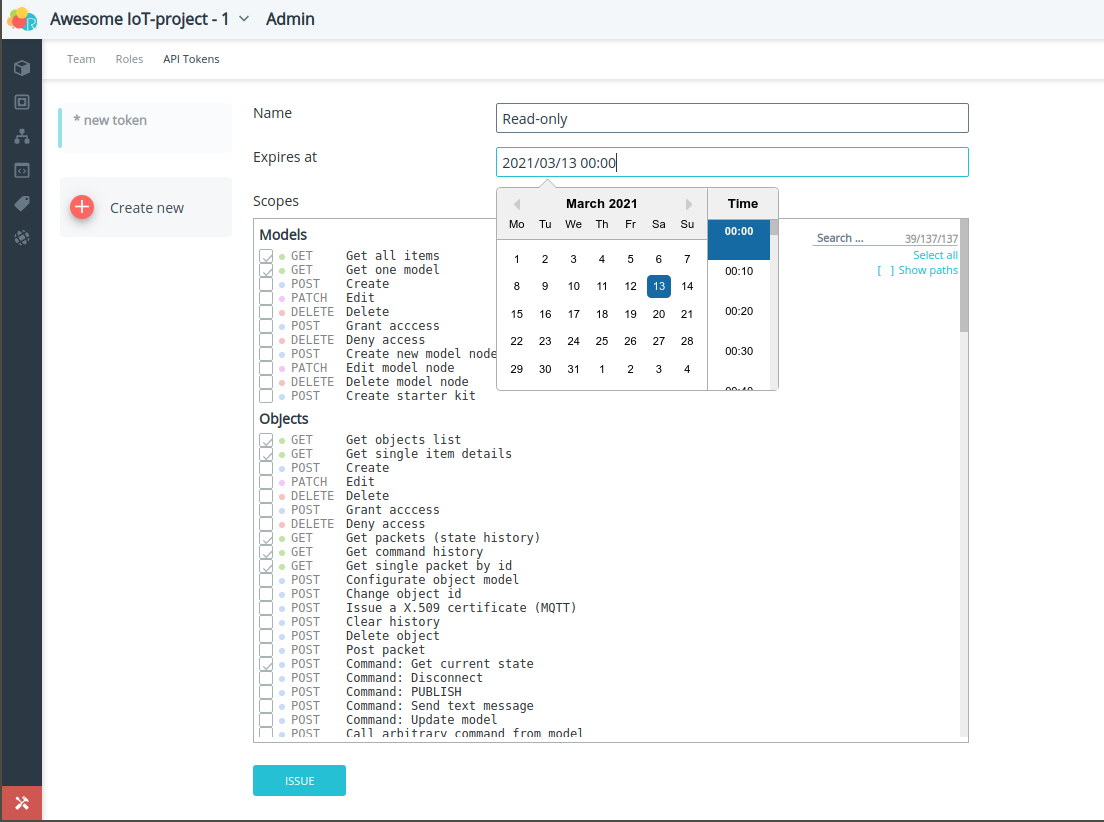 Awesome IoT-project - 1 Admin
Team Roles API Tokens
* new token
Create new
Name
Read-only
Expires at
2021/03/13 00:00
March 2021
Mo Tu We Th Fr Sa Su
1 2 3 4 5 6 7
8 9 10 11 12 13 14
15 16 17 18 19 20 21
22 23 24 25 26 27 28
29 30 31 1 2 3 4
Time
00:00
00:10
00:20
00:30
00:40
Scopes
Search ... 39/137/137
Select all
[ ] Show paths
Models
GET Get all items
GET Get one model
POST Create
PATCH Edit
DELETE Delete
POST Grant acccess
DELETE Deny access
POST Create new model node
PATCH Edit model node
DELETE Delete model node
POST Create starter kit
Objects
GET Get objects list
GET Get single item details
POST Create
PATCH Edit
DELETE Delete
POST Grant acccess
DELETE Deny access
GET Get packets (state history)
GET Get command history
GET Get single packet by id
POST Configurate object model
POST Change object id
POST Issue a X.509 certificate (MQTT)
POST Clear history
POST Delete object
POST Post packet
POST Command: Get current state
POST Command: Disconnect
POST Command: PUBLISH
POST Command: Send text message
POST Command: Update model
POST Call arbitrary command from model
ISSUE